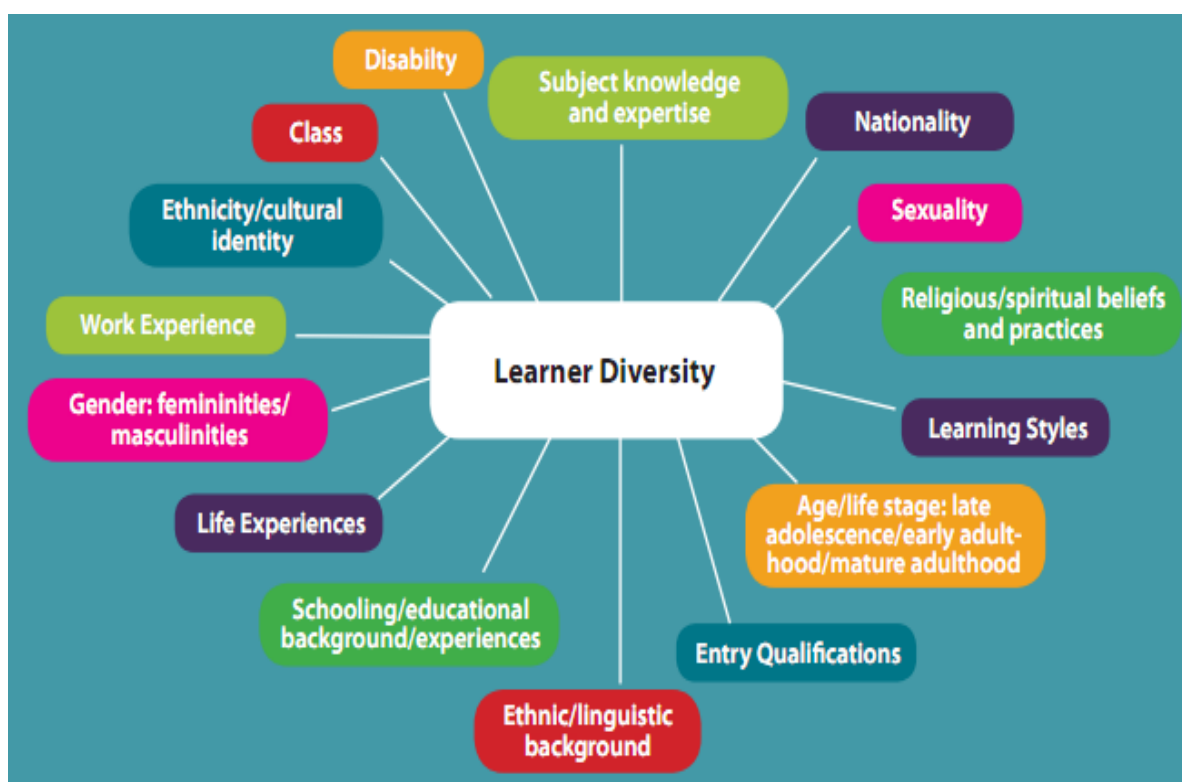 Disabilty
Subject knowledge
and expertise
Class
Nationality
Ethnicity/cultural
identity
Sexuality
Religious/spiritual beliefs
and practices
Work Experience
Learner Diversity
Gender: femininities/
masculinities
Learning Styles
Life Experiences
Age/life stage: late
adolescence/early adult-
hood/mature adulthood
Schooling/educational
background/experiences
Entry Qualifications
Ethnic/linguistic
background